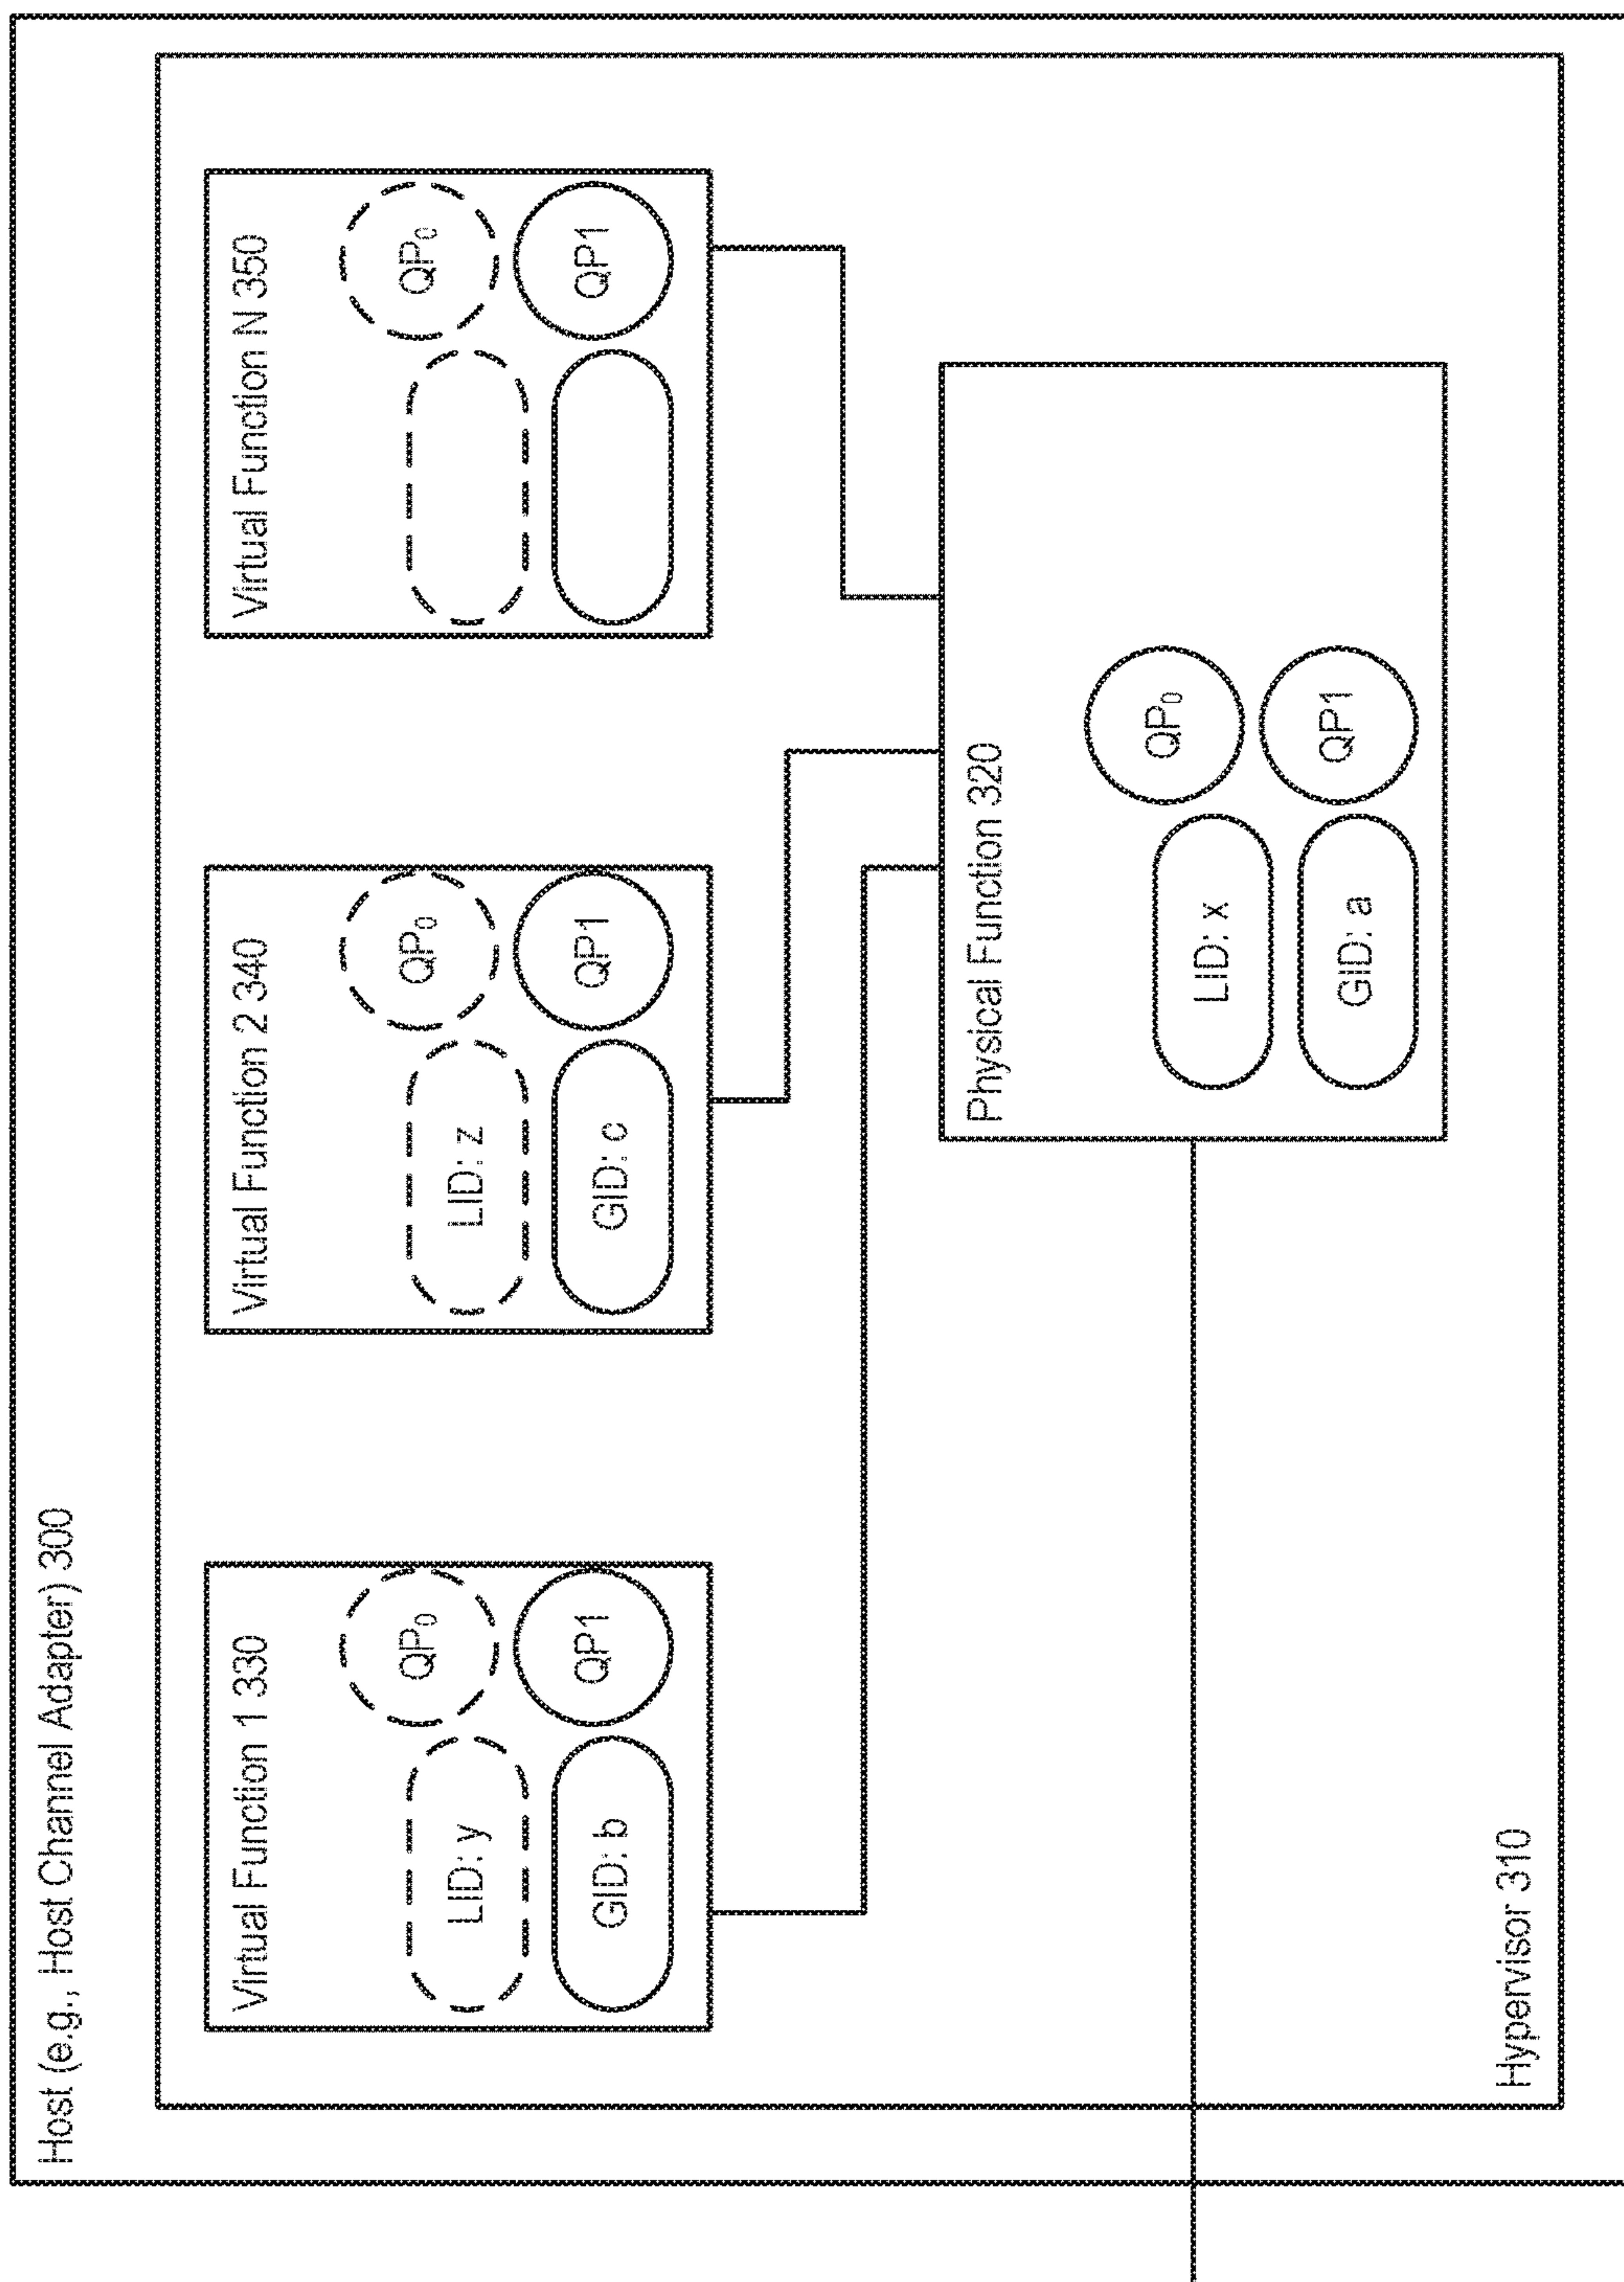 Host (e.g., Host Channel Adapter) 300
Virtual Function 1 330
QP0
LID: y
QP1
GID: b
Virtual Function 2 340
QP0
LID: z
QP1
GID: c
Virtual Function N 350
QP0
QP1
Physical Function 320
QP0
LID: x
QP1
GID: a
Hypervisor 310